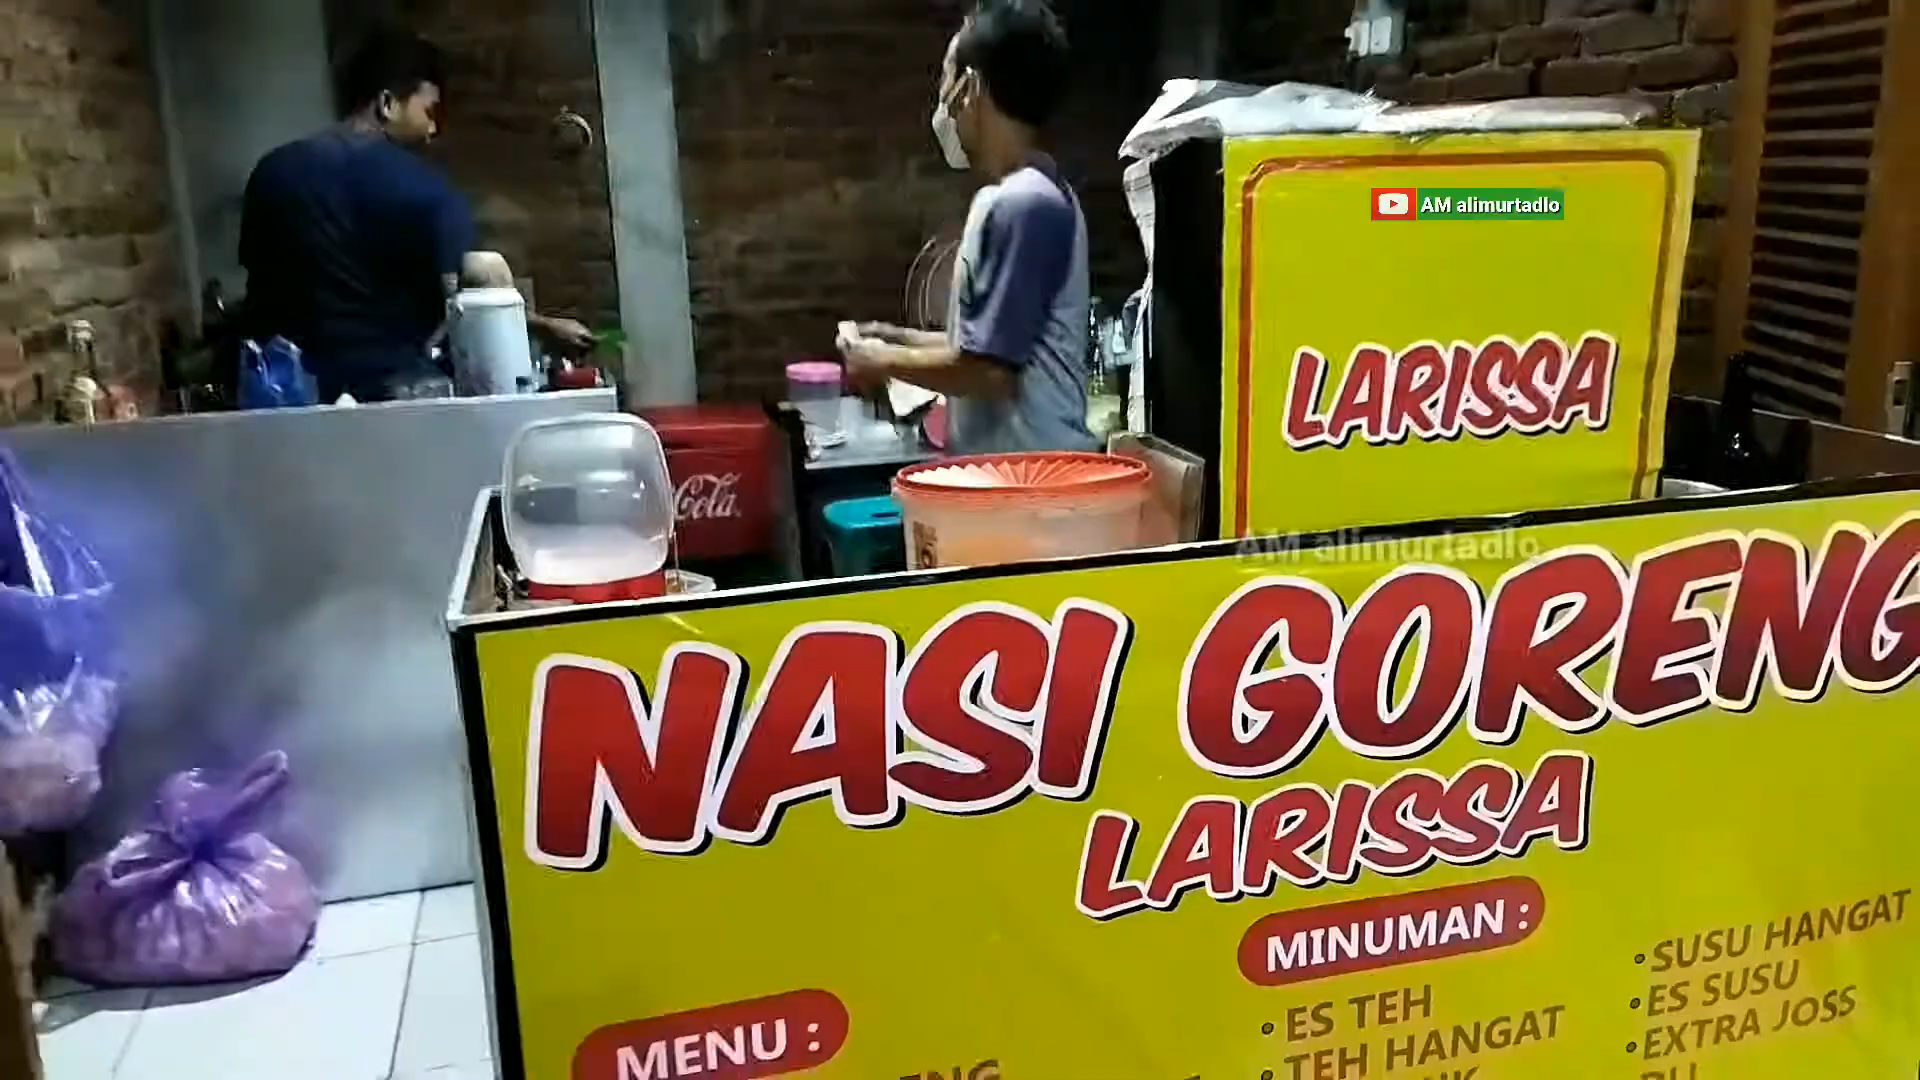 AM alimurtadlo
LARISSA
Cola
AM alimurtadlo
NASI GORENG
LARISSA
MINUMAN :
• ES TEH
• TEH HANGAT
• SUSU HANGAT
• ES SUSU
• EXTRA JOSS
MENU :